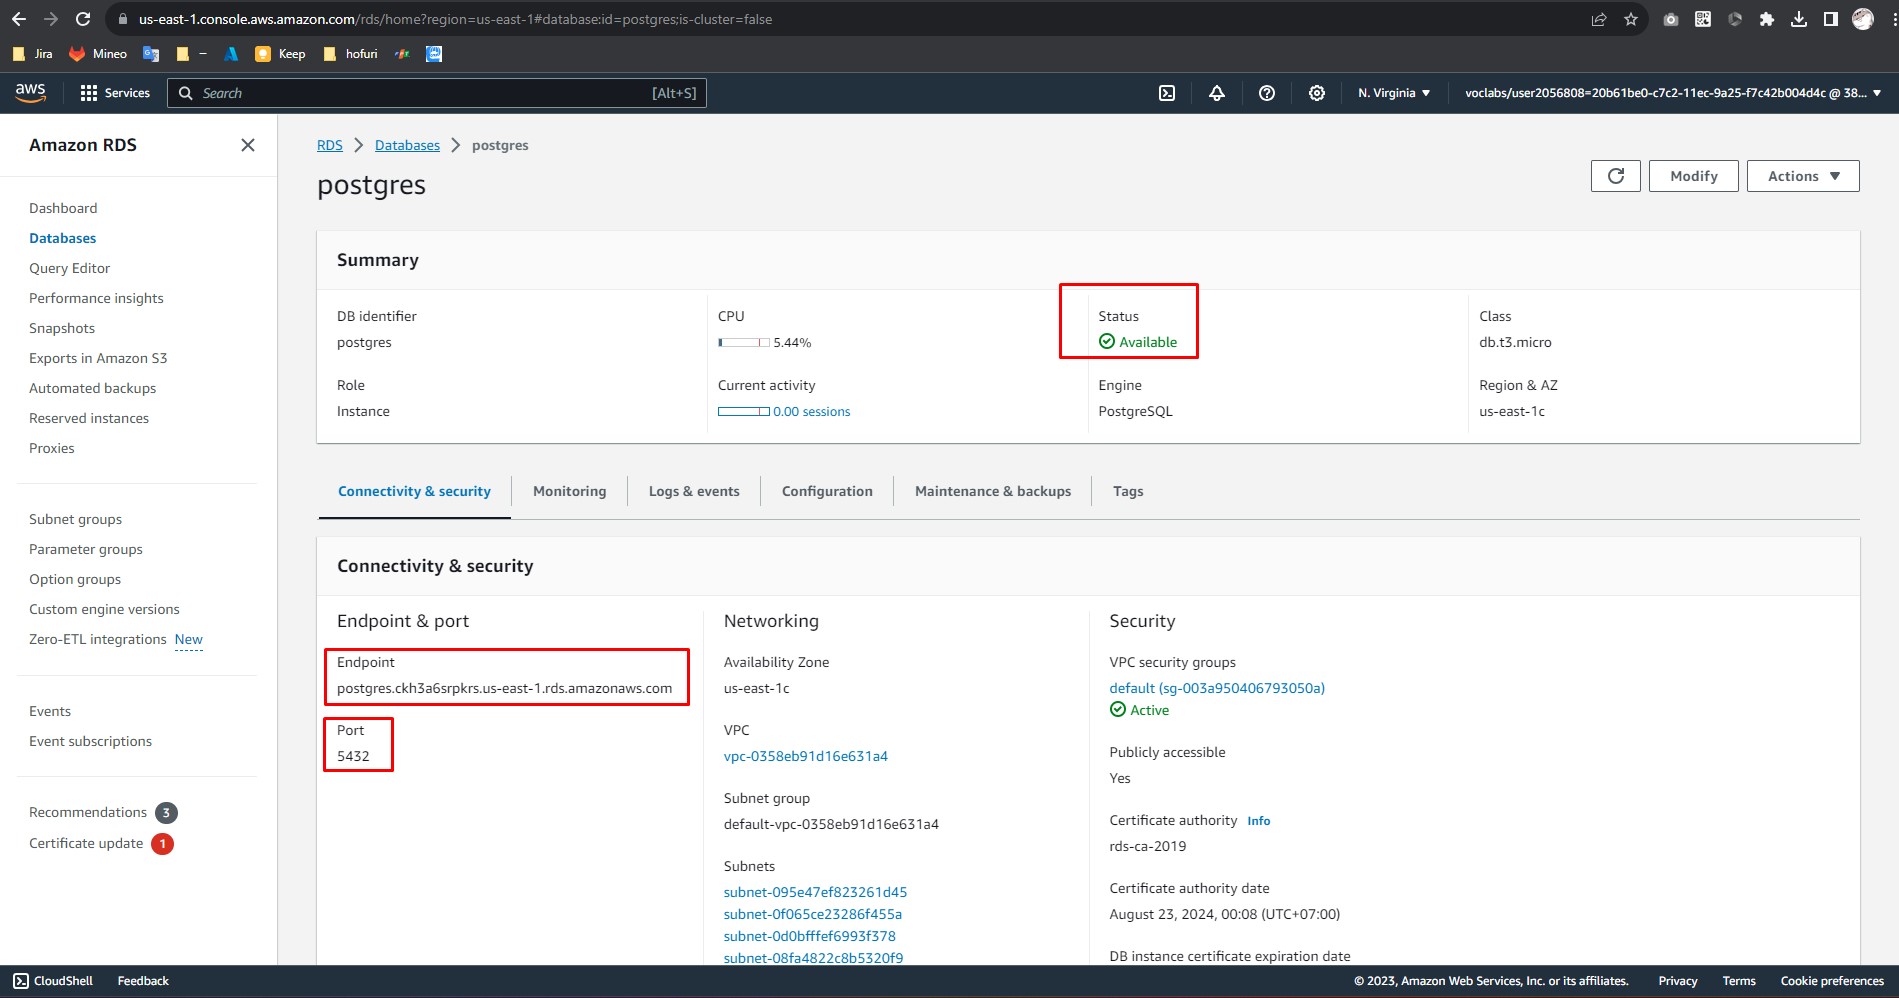 us-east-1.console.aws.amazon.com/rds/home?region=us-east-1#database:id=postgres;is-cluster=false
Jira
Mineo
–
Keep
hofuri
aws
Services
Search
[Alt+S]
N. Virginia
voclabs/user2056808=20b61be0-c7c2-11ec-9a25-f7c42b004d4c @ 38...
Amazon RDS
Dashboard
Databases
Query Editor
Performance insights
Snapshots
Exports in Amazon S3
Automated backups
Reserved instances
Proxies
Subnet groups
Parameter groups
Option groups
Custom engine versions
Zero-ETL integrations New
Events
Event subscriptions
Recommendations 3
Certificate update 1
RDS > Databases > postgres
postgres
Modify
Actions
Summary
DB identifier
postgres
CPU
5.44%
Status
Available
Class
db.t3.micro
Role
Instance
Current activity
0.00 sessions
Engine
PostgreSQL
Region & AZ
us-east-1c
Connectivity & security
Monitoring
Logs & events
Configuration
Maintenance & backups
Tags
Connectivity & security
Endpoint & port
Endpoint
postgres.ckh3a6srpkrs.us-east-1.rds.amazonaws.com
Port
5432
Networking
Availability Zone
us-east-1c
VPC
vpc-0358eb91d16e631a4
Subnet group
default-vpc-0358eb91d16e631a4
Subnets
subnet-095e47ef823261d45
subnet-0f065ce23286f455a
subnet-0d0bfffef6993f378
subnet-08fa4822c8b5320f9
Security
VPC security groups
default (sg-003a950406793050a)
Active
Publicly accessible
Yes
Certificate authority Info
rds-ca-2019
Certificate authority date
August 23, 2024, 00:08 (UTC+07:00)
DB instance certificate expiration date
CloudShell
Feedback
© 2023, Amazon Web Services, Inc. or its affiliates.
Privacy
Terms
Cookie preferences